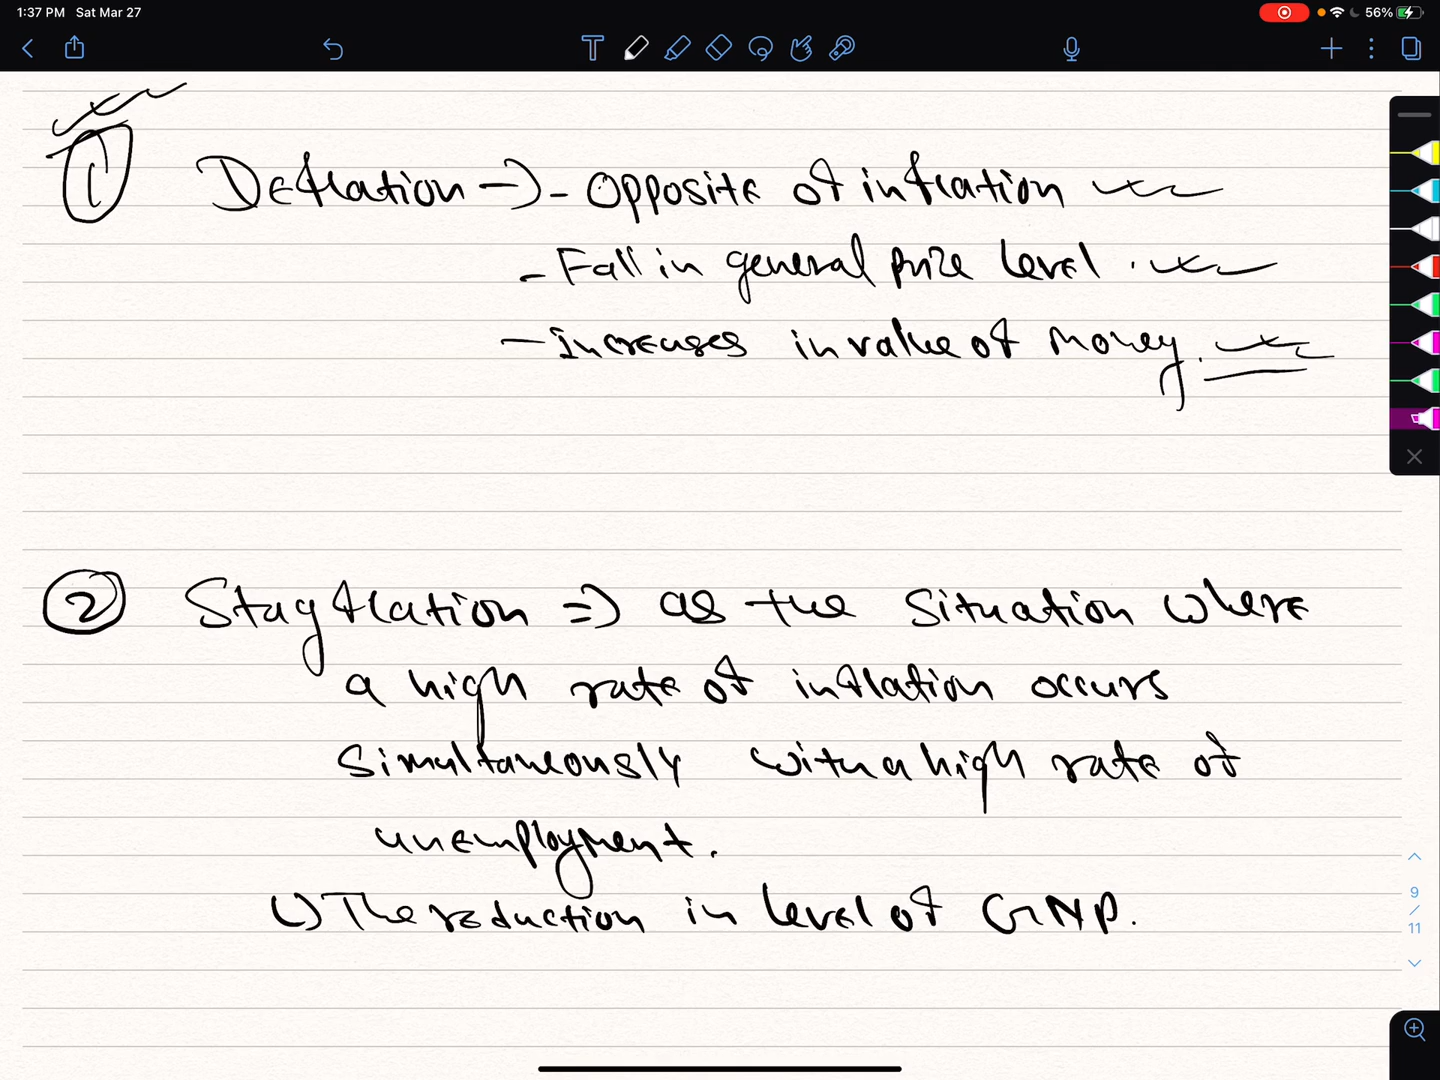 1:37 PM Sat Mar 27
56%
1 Deflation -> - Opposite of inflation
- Fall in general price level.
- Increases in value of money.
2 Stagflation => as the situation where
a high rate of inflation occurs
simultaneously with a high rate of
unemployment.
The reduction in level of GNP.
9
/
11